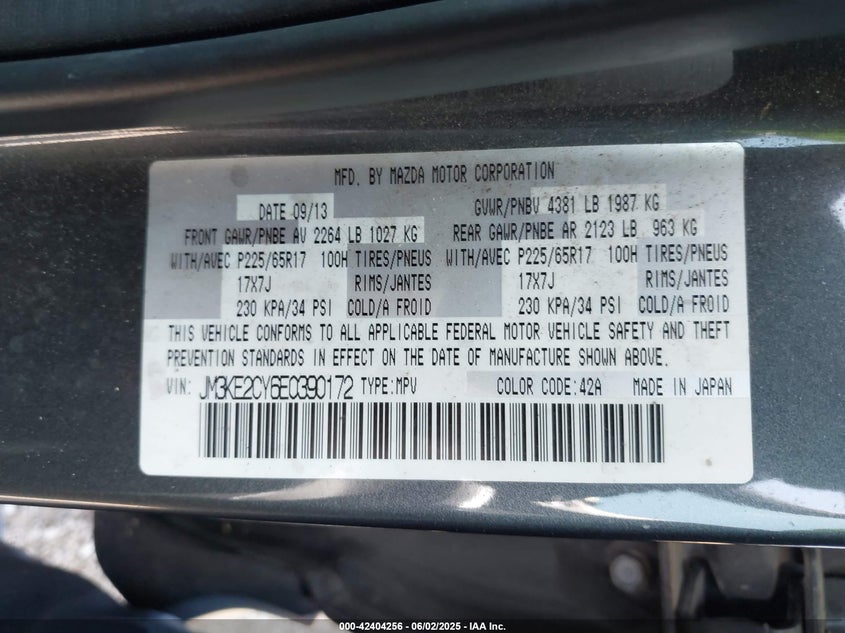 MFD. BY MAZDA MOTOR CORPORATION
DATE 09/13 GVWR/PNBV 4381 LB 1987 KG
FRONT GAWR/PNBE AV 2264 LB 1027 KG REAR GAWR/PNBE AR 2123 LB 963 KG
WITH/AVEC P225/65R17 100H TIRES/PNEUS WITH/AVEC P225/65R17 100H TIRES/PNEUS
17X7J RIMS/JANTES 17X7J RIMS/JANTES
230 KPA/34 PSI COLD/A FROID 230 KPA/34 PSI COLD/A FROID
THIS VEHICLE CONFORMS TO ALL APPLICABLE FEDERAL MOTOR VEHICLE SAFETY AND THEFT
PREVENTION STANDARDS IN EFFECT ON THE DATE OF MANUFACTURE SHOWN ABOVE.
VIN: JM3KE2CY6E0390172 TYPE:MPV COLOR CODE:42A MADE IN JAPAN
000-42404256 - 06/02/2025 - IAA Inc.